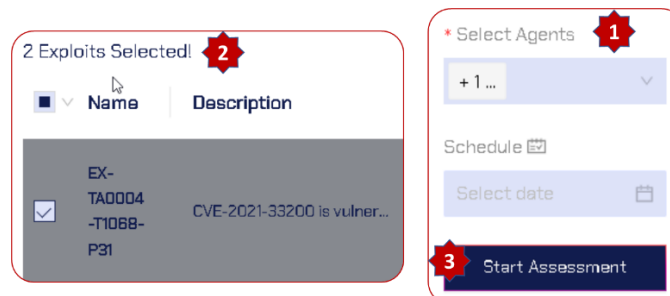 2 Exploits Selected!
2
Name
Description
EX-
TA0004
-T1068-
P31
CVE-2021-33200 is vulner...
* Select Agents
1
+ 1 ...
Schedule
Select date
3
Start Assessment